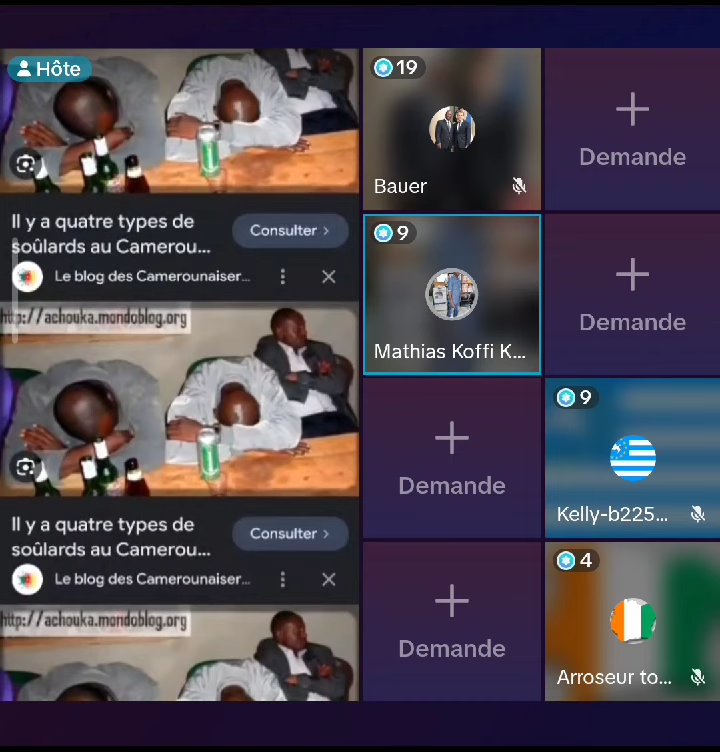 Hôte
Il y a quatre types de
soûlards au Camerou...
Consulter >
Le blog des Camerounaiser...
http://achouka.mondoblog.org
Il y a quatre types de
soûlards au Camerou...
Consulter >
Le blog des Camerounaiser...
http://achouka.mondoblog.org
19
Bauer
Demande
9
Mathias Koffi K...
Demande
Demande
9
Kelly-b225...
Demande
4
Arroseur to...